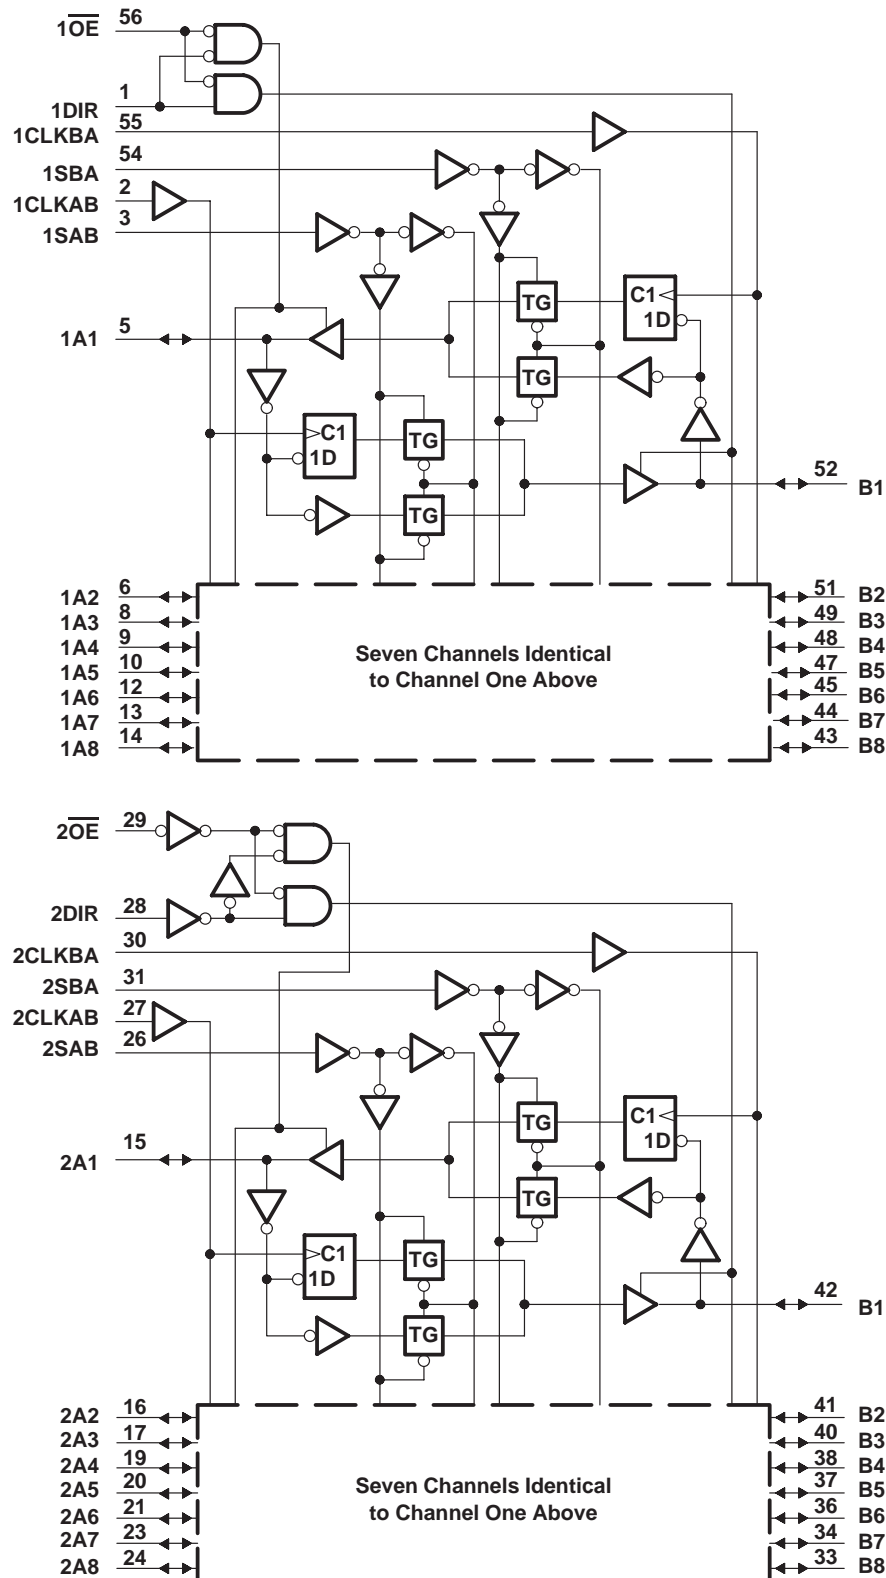 1O̅E̅ 56
1DIR 1
1CLKBA 55
1SBA 54
1CLKAB 2
1SAB 3
TG
C1
1D
1A1 5
TG
C1
TG
1D
52 B1
TG
1A2 6
51 B2
1A3 8
49 B3
1A4 9
48 B4
Seven Channels Identical
to Channel One Above
1A5 10
47 B5
1A6 12
45 B6
1A7 13
44 B7
1A8 14
43 B8
2O̅E̅ 29
2DIR 28
2CLKBA 30
2SBA 31
2CLKAB 27
2SAB 26
TG
C1
1D
2A1 15
TG
C1
TG
1D
42 B1
TG
2A2 16
41 B2
2A3 17
40 B3
2A4 19
38 B4
Seven Channels Identical
to Channel One Above
2A5 20
37 B5
2A6 21
36 B6
2A7 23
34 B7
2A8 24
33 B8